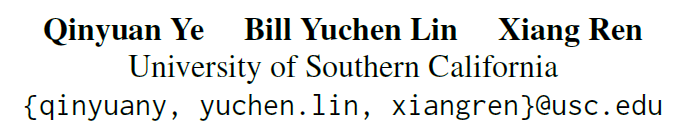 Qinyuan Ye Bill Yuchen Lin Xiang Ren
University of Southern California
{qinyuany, yuchen.lin, xiangren}@usc.edu